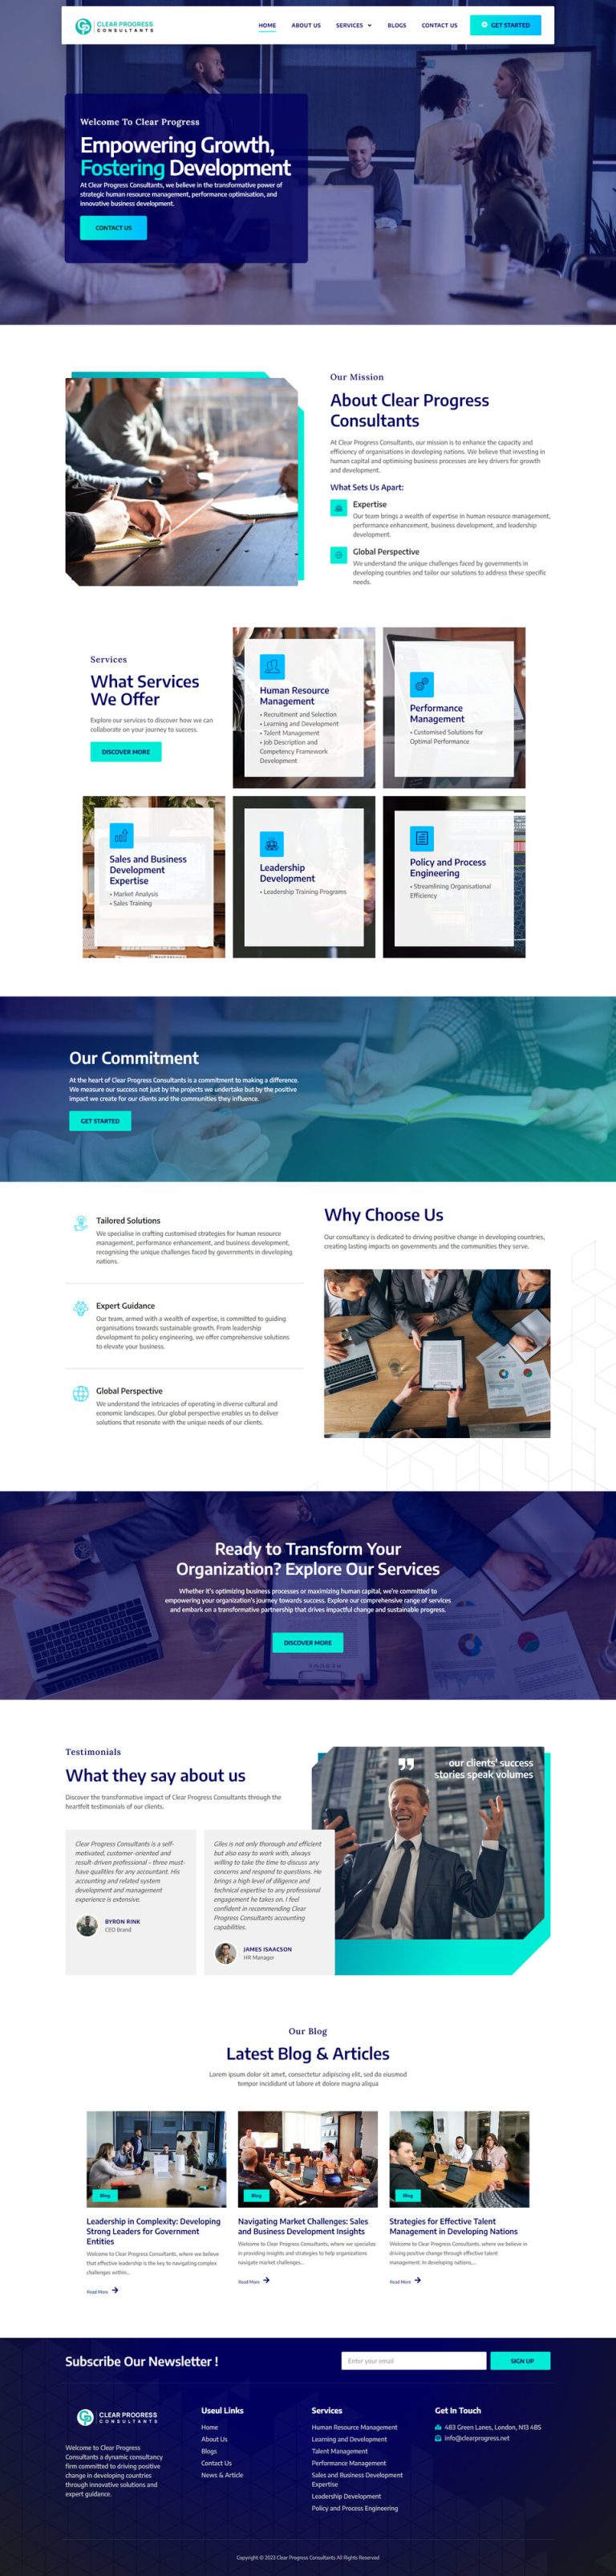 CLEAR PROGRESS
CONSULTANTS
HOME
ABOUT US
SERVICES
BLOGS
CONTACT US
GET STARTED
Welcome To Clear Progress
Empowering Growth,
Fostering Development
At Clear Progress Consultants, we believe in the transformative power of
strategic human resource management, performance optimisation, and
innovative business development.
CONTACT US
Our Mission
About Clear Progress
Consultants
At Clear Progress Consultants, our mission is to enhance the capacity and
efficiency of organisations in developing nations. We believe that investing in
human capital and optimising business processes are key drivers for growth
and development.
What Sets Us Apart:
Expertise
Our team brings a wealth of expertise in human resource management,
performance enhancement, business development, and leadership
development.
Global Perspective
We understand the unique challenges faced by governments in
developing countries and tailor our solutions to address these specific
needs.
Services
What Services
We Offer
Explore our services to discover how we can
collaborate on your journey to success.
DISCOVER MORE
Human Resource
Management
• Recruitment and Selection
• Learning and Development
• Talent Management
• Job Description and
Competency Framework
Development
Performance
Management
• Customised Solutions for
Optimal Performance
Sales and Business
Development
Expertise
• Market Analysis
• Sales Training
Leadership
Development
• Leadership Training Programs
Policy and Process
Engineering
• Streamlining Organisational
Efficiency
Our Commitment
At the heart of Clear Progress Consultants is a commitment to making a difference.
We measure our success not just by the projects we undertake but by the positive
impact we create for our clients and the communities they influence.
GET STARTED
Tailored Solutions
We specialise in crafting customised strategies for human resource
management, performance enhancement, and business development,
recognising the unique challenges faced by governments in developing
nations.
Expert Guidance
Our team, armed with a wealth of expertise, is committed to guiding
organisations towards sustainable growth. From leadership
development to policy engineering, we offer comprehensive solutions
to elevate your business.
Global Perspective
We understand the intricacies of operating in diverse cultural and
economic landscapes. Our global perspective enables us to deliver
solutions that resonate with the unique needs of our clients.
Why Choose Us
Our consultancy is dedicated to driving positive change in developing countries,
creating lasting impacts on governments and the communities they serve.
Ready to Transform Your
Organization? Explore Our Services
Whether it's optimizing business processes or maximizing human capital, we're committed to
empowering your organization's journey towards success. Explore our comprehensive range of services
and embark on a transformative partnership that drives impactful change and sustainable progress.
DISCOVER MORE
Testimonials
What they say about us
Discover the transformative impact of Clear Progress Consultants through the
heartfelt testimonials of our clients.
our clients' success
stories speak volumes
Clear Progress Consultants is a self-
motivated, customer-oriented and
result-driven professional – three must-
have qualities for any accountant. His
accounting and related system
development and management
experience is extensive.
BYRON RINK
CEO Brand
Giles is not only thorough and efficient
but also easy to work with, always
willing to take the time to discuss any
concerns and respond to questions. He
brings a high level of diligence and
technical expertise to any professional
engagement he takes on. I feel
confident in recommending Clear
Progress Consultants accounting
capabilities.
JAMES ISAACSON
HR Manager
Our Blog
Latest Blog & Articles
Lorem ipsum dolor sit amet, consectetur adipiscing elit, sed do eiusmod
tempor incididunt ut labore et dolore magna aliqua
Blog
Leadership in Complexity: Developing
Strong Leaders for Government
Entities
Welcome to Clear Progress Consultants, where we believe
that effective leadership is the key to navigating complex
challenges within...
Read More
Blog
Navigating Market Challenges: Sales
and Business Development Insights
Welcome to Clear Progress Consultants, where we specialise
in providing insights and strategies to help organizations
navigate market challenges...
Read More
Blog
Strategies for Effective Talent
Management in Developing Nations
Welcome to Clear Progress Consultants, where we believe in
driving positive change through effective talent
management. In developing nations,...
Read More
Subscribe Our Newsletter !
Enter your email
SIGN UP
CLEAR PROGRESS
CONSULTANTS
Welcome to Clear Progress
Consultants a dynamic consultancy
firm committed to driving positive
change in developing countries
through innovative solutions and
expert guidance.
Useul Links
Home
About Us
Blogs
Contact Us
News & Article
Services
Human Resource Management
Learning and Development
Talent Management
Performance Management
Sales and Business Development
Expertise
Leadership Development
Policy and Process Engineering
Get In Touch
483 Green Lanes, London, N13 4BS
info@clearprogress.net
Copyright © 2023 Clear Progress Consultants All Rights Reserved